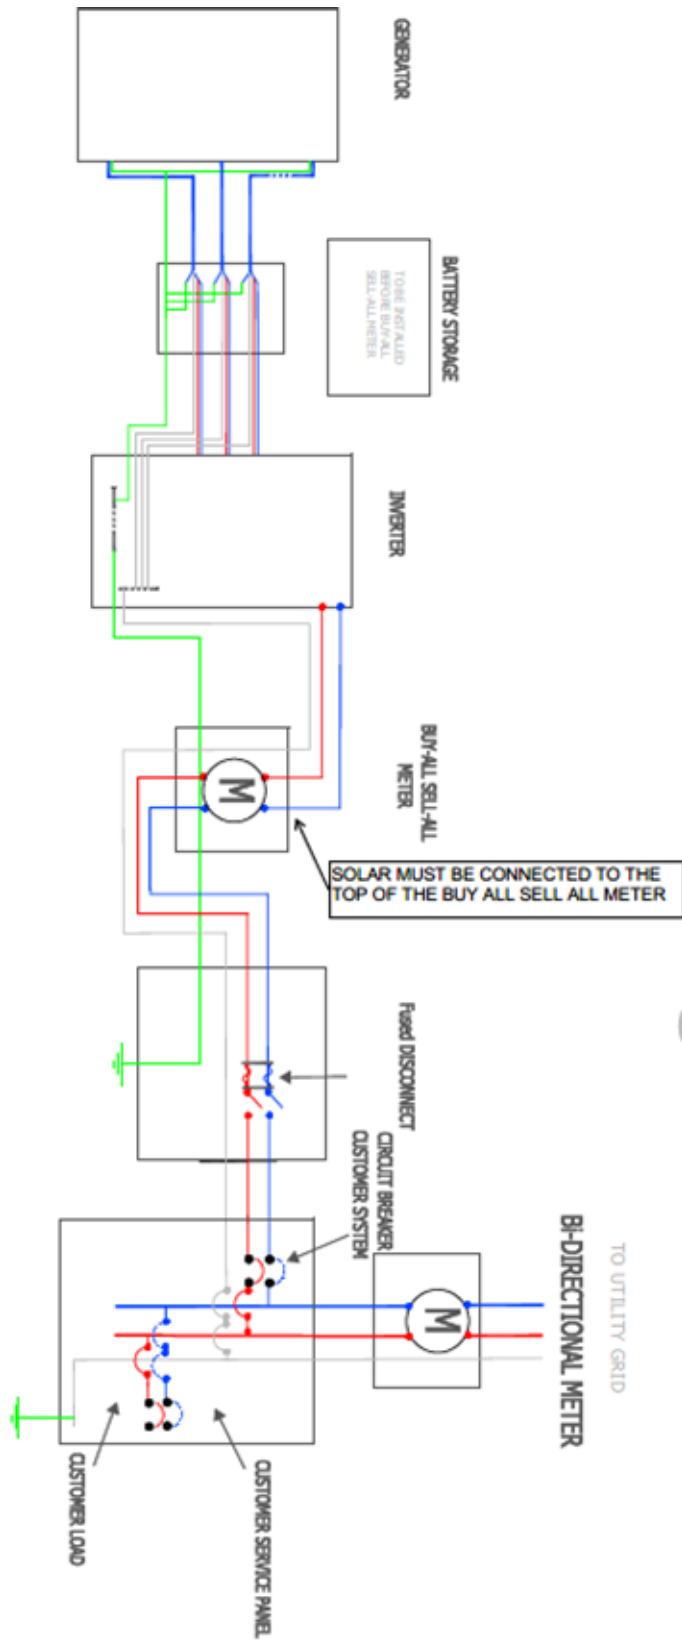 GENERATOR
BATTERY STORAGE
TO BE INSTALLED
BEFORE BUY-ALL
SELL-ALL METER
INVERTER
BUY-ALL SELL-ALL
METER
M
SOLAR MUST BE CONNECTED TO THE
TOP OF THE BUY ALL SELL ALL METER
Fused DISCONNECT
CIRCUIT BREAKER
CUSTOMER SYSTEM
TO UTILITY GRID
Bi-DIRECTIONAL METER
M
CUSTOMER SERVICE PANEL
CUSTOMER LOAD